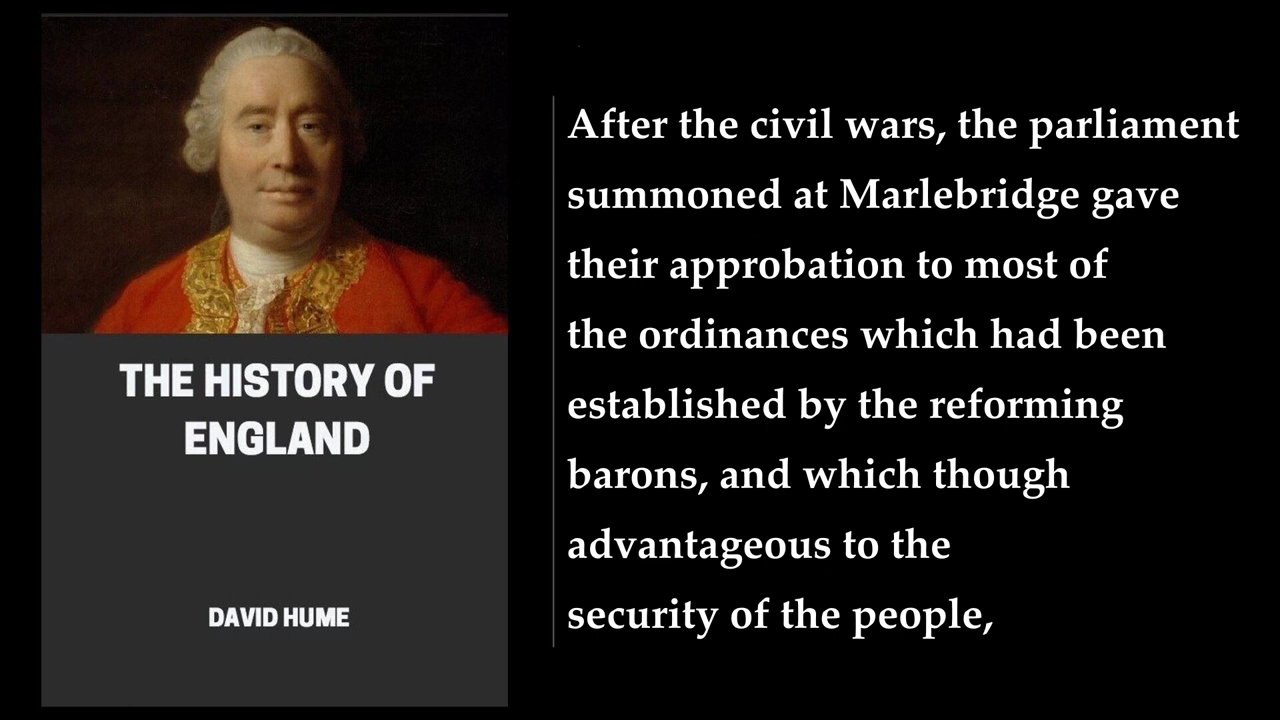 THE HISTORY OF
ENGLAND
DAVID HUME
After the civil wars, the parliament
summoned at Marlebridge gave
their approbation to most of
the ordinances which had been
established by the reforming
barons, and which though
advantageous to the
security of the people,